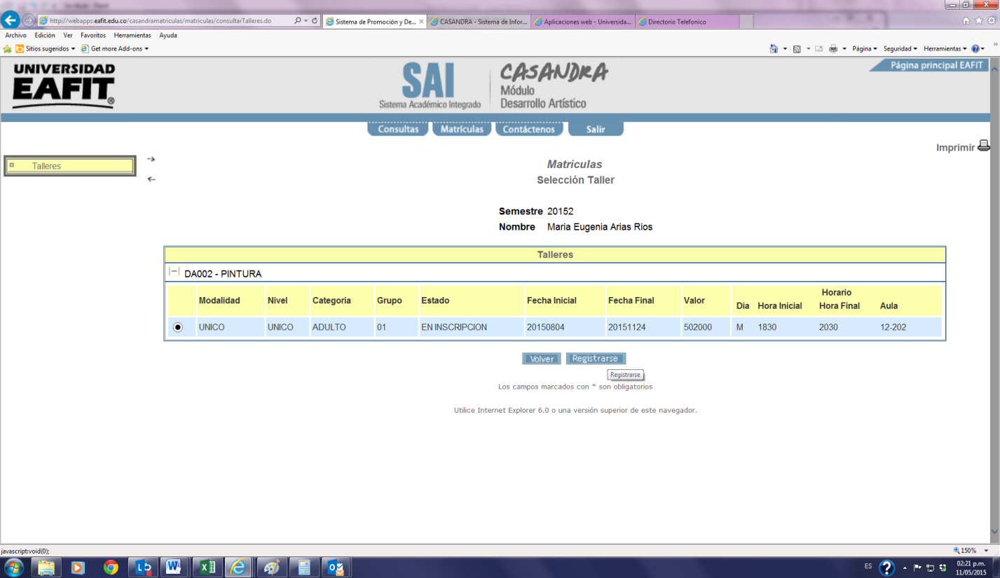 http://webapps.eafit.edu.co/casandramatriculas/matriculas/consultarTalleres.do
Sistema de Promoción y De... ×
CASANDRA - Sistema de Infor...
Aplicaciones web - Universida...
Directorio Telefonico
Archivo Edición Ver Favoritos Herramientas Ayuda
Sitios sugeridos Get more Add-ons
Página Seguridad Herramientas
UNIVERSIDAD
EAFIT®
SAI
Sistema Académico Integrado
CASANDRA
Módulo
Desarrollo Artístico
Página principal EAFIT
Consultas Matrículas Contáctenos Salir
Imprimir
Talleres
Matriculas
Selección Taller
Semestre 20152
Nombre Maria Eugenia Arias Rios
Talleres
DA002 - PINTURA
Modalidad Nivel Categoria Grupo Estado Fecha Inicial Fecha Final Valor Horario
Dia Hora Inicial Hora Final Aula
UNICO UNICO ADULTO 01 EN INSCRIPCION 20150804 20151124 502000 M 1830 2030 12-202
Volver Registrarse
Registrarse
Los campos marcados con * son obligatorios
Utilice Internet Explorer 6.0 o una versión superior de este navegador.
javascript:void(0);
150%
ES
02:21 p.m.
11/05/2015